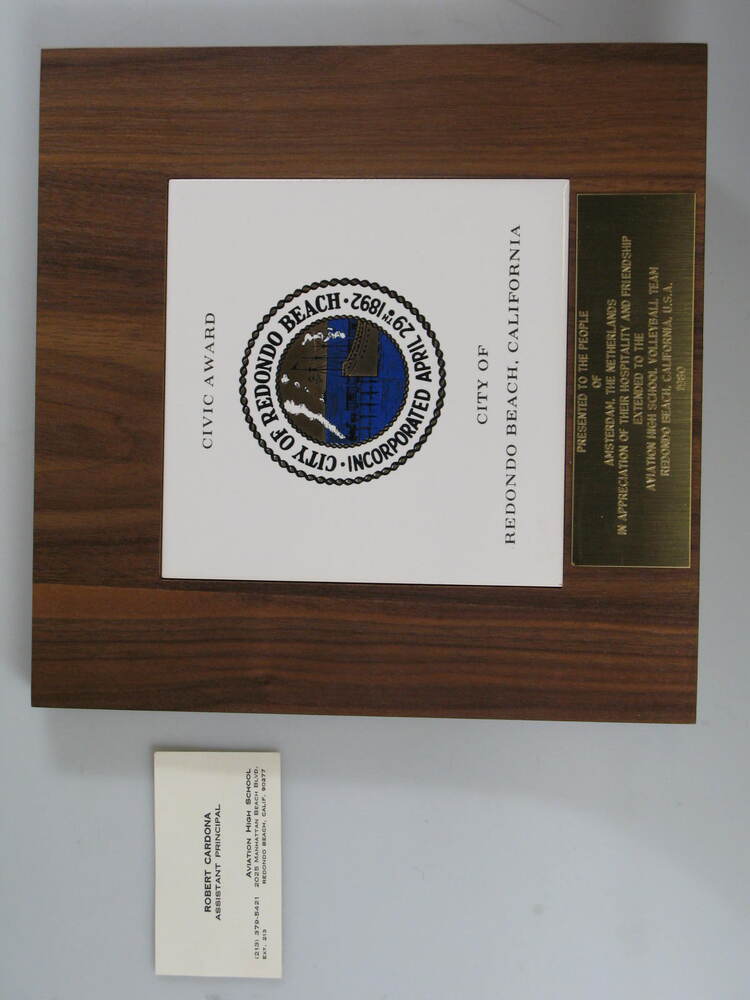 CIVIC AWARD
CITY OF REDONDO BEACH · INCORPORATED APRIL 29TH 1892 ·
CITY OF
REDONDO BEACH, CALIFORNIA
PRESENTED TO THE PEOPLE
OF
AMSTERDAM, THE NETHERLANDS
IN APPRECIATION OF THEIR HOSPITALITY AND FRIENDSHIP
EXTENDED TO THE
AVIATION HIGH SCHOOL VOLLEYBALL TEAM
REDONDO BEACH, CALIFORNIA, U.S.A.
1980
ROBERT CARDONA
ASSISTANT PRINCIPAL
AVIATION HIGH SCHOOL
(213) 379-5421 2025 MANHATTAN BEACH BLVD.
EXT. 213 REDONDO BEACH, CALIF. 90277